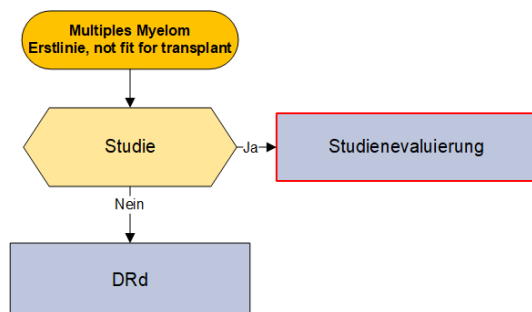 Multiples Myelom
Erstlinie, not fit for transplant
Studie
Ja
Studienevaluierung
Nein
DRd